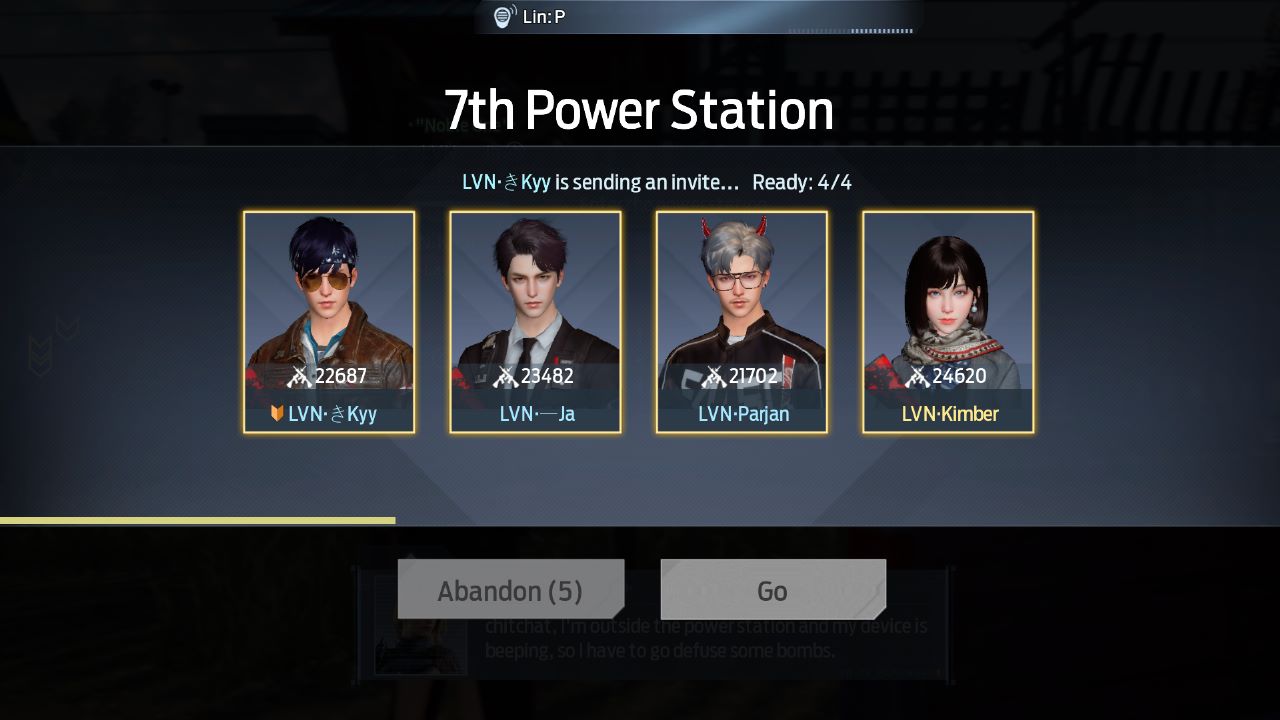 Lin: P
7th Power Station
LVN·きKyy is sending an invite... Ready: 4/4
22687
LVN·きKyy
23482
LVN·一Ja
21702
LVN·Parjan
24620
LVN·Kimber
Abandon (5)
Go
chitchat, I'm outside the power station and my device is
beeping, so I have to go defuse some bombs.